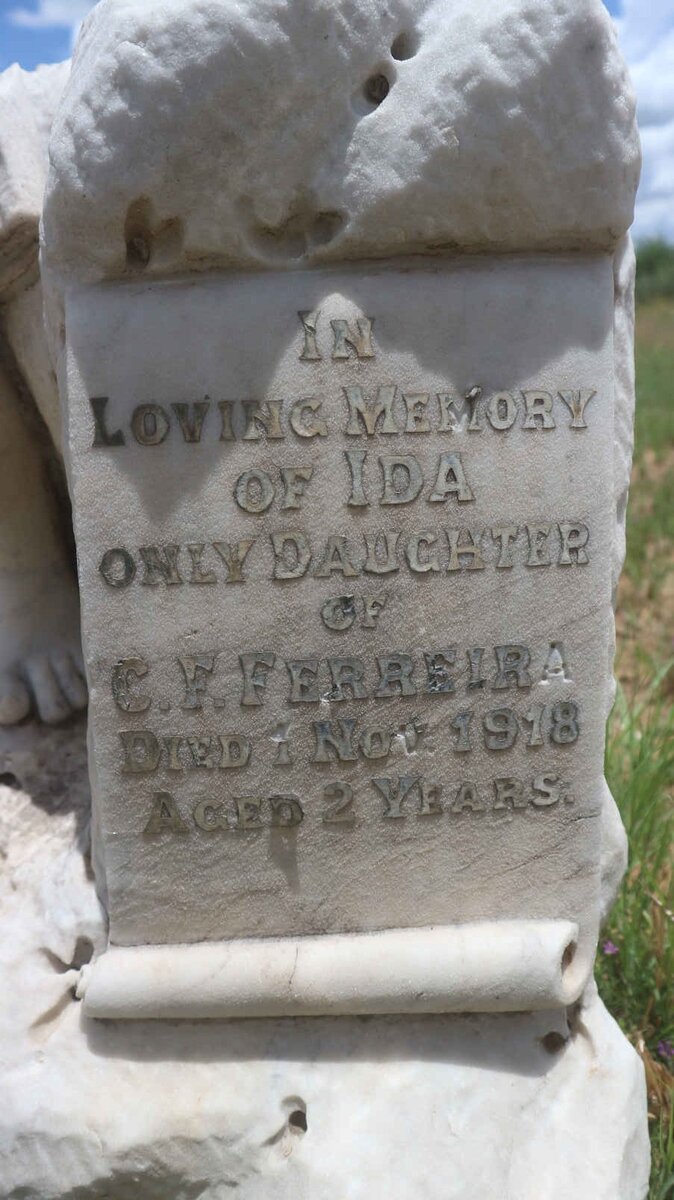 IN
LOVING MEMORY
OF IDA
ONLY DAUGHTER
OF
C. F. FERREIRA
DIED 1 NOV. 1918
AGED 2 YEARS.